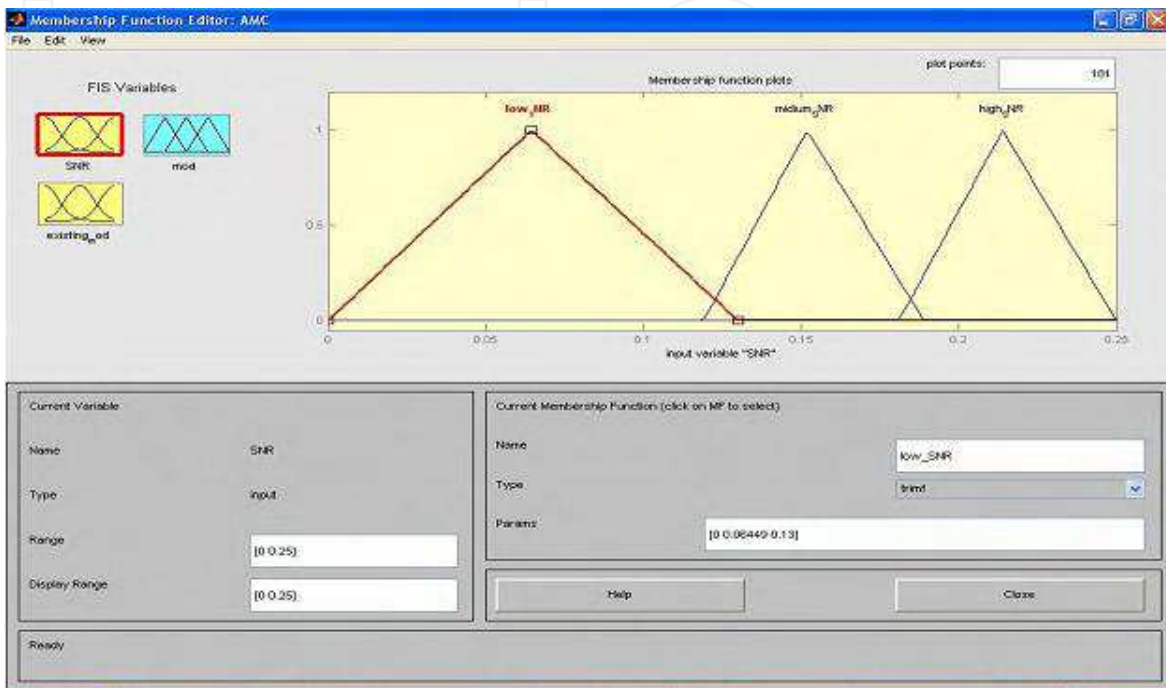 Membership Function Editor: AMC
File Edit View
FIS Variables
SNR
mod
existing_mod
Membership function plots
plot points:
181
low_SNR
midium_SNR
high_SNR
1
0.5
0
0
0.05
0.1
0.15
0.2
0.25
input variable "SNR"
Current Variable
Name
SNR
Type
input
Range
[0 0.25]
Display Range
[0 0.25]
Current Membership Function (click on MF to select)
Name
low_SNR
Type
trimf
Params
[0 0.06449 0.13]
Help
Close
Ready